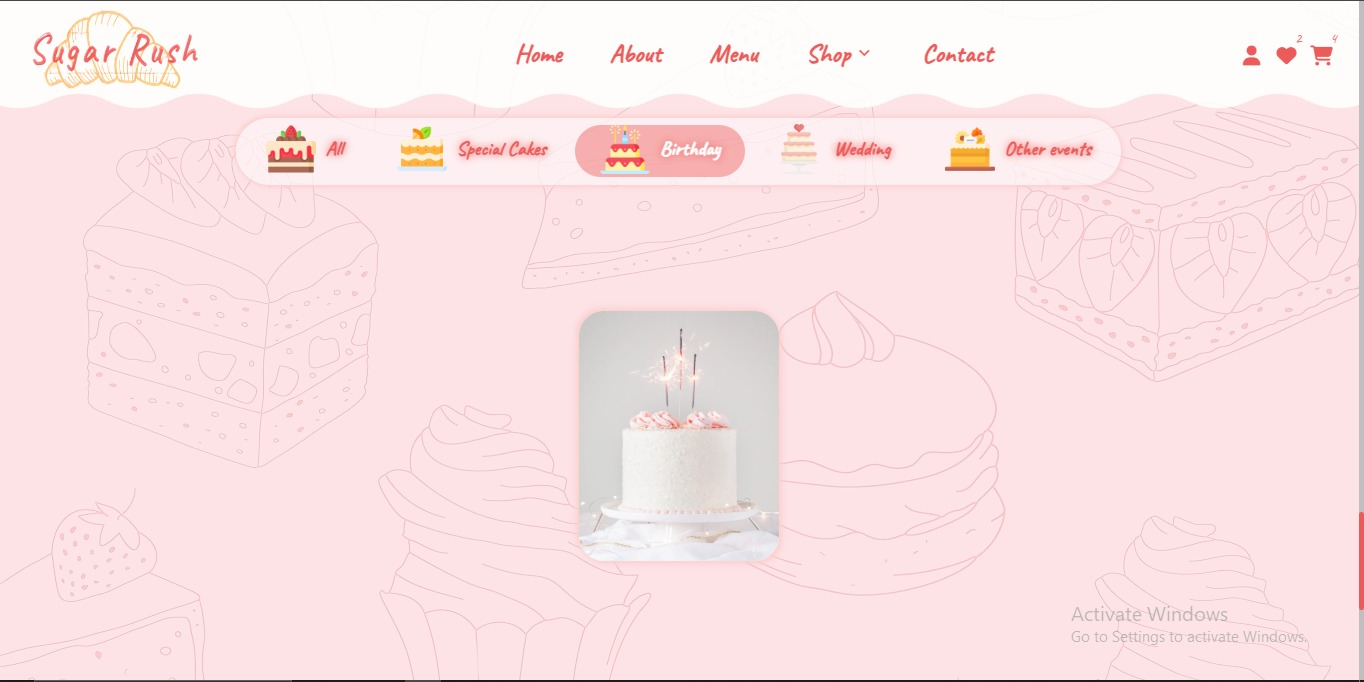 Sugar Rush
Home About Menu Shop Contact
2 4
All Special Cakes Birthday Wedding Other events
Activate Windows
Go to Settings to activate Windows.